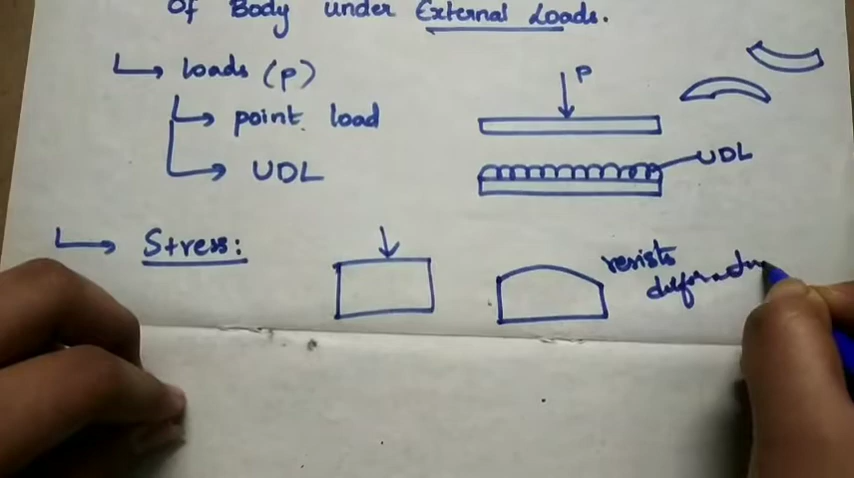 Of Body under External Loads.
loads (p)
P
point load
UDL
UDL
Stress:
resists